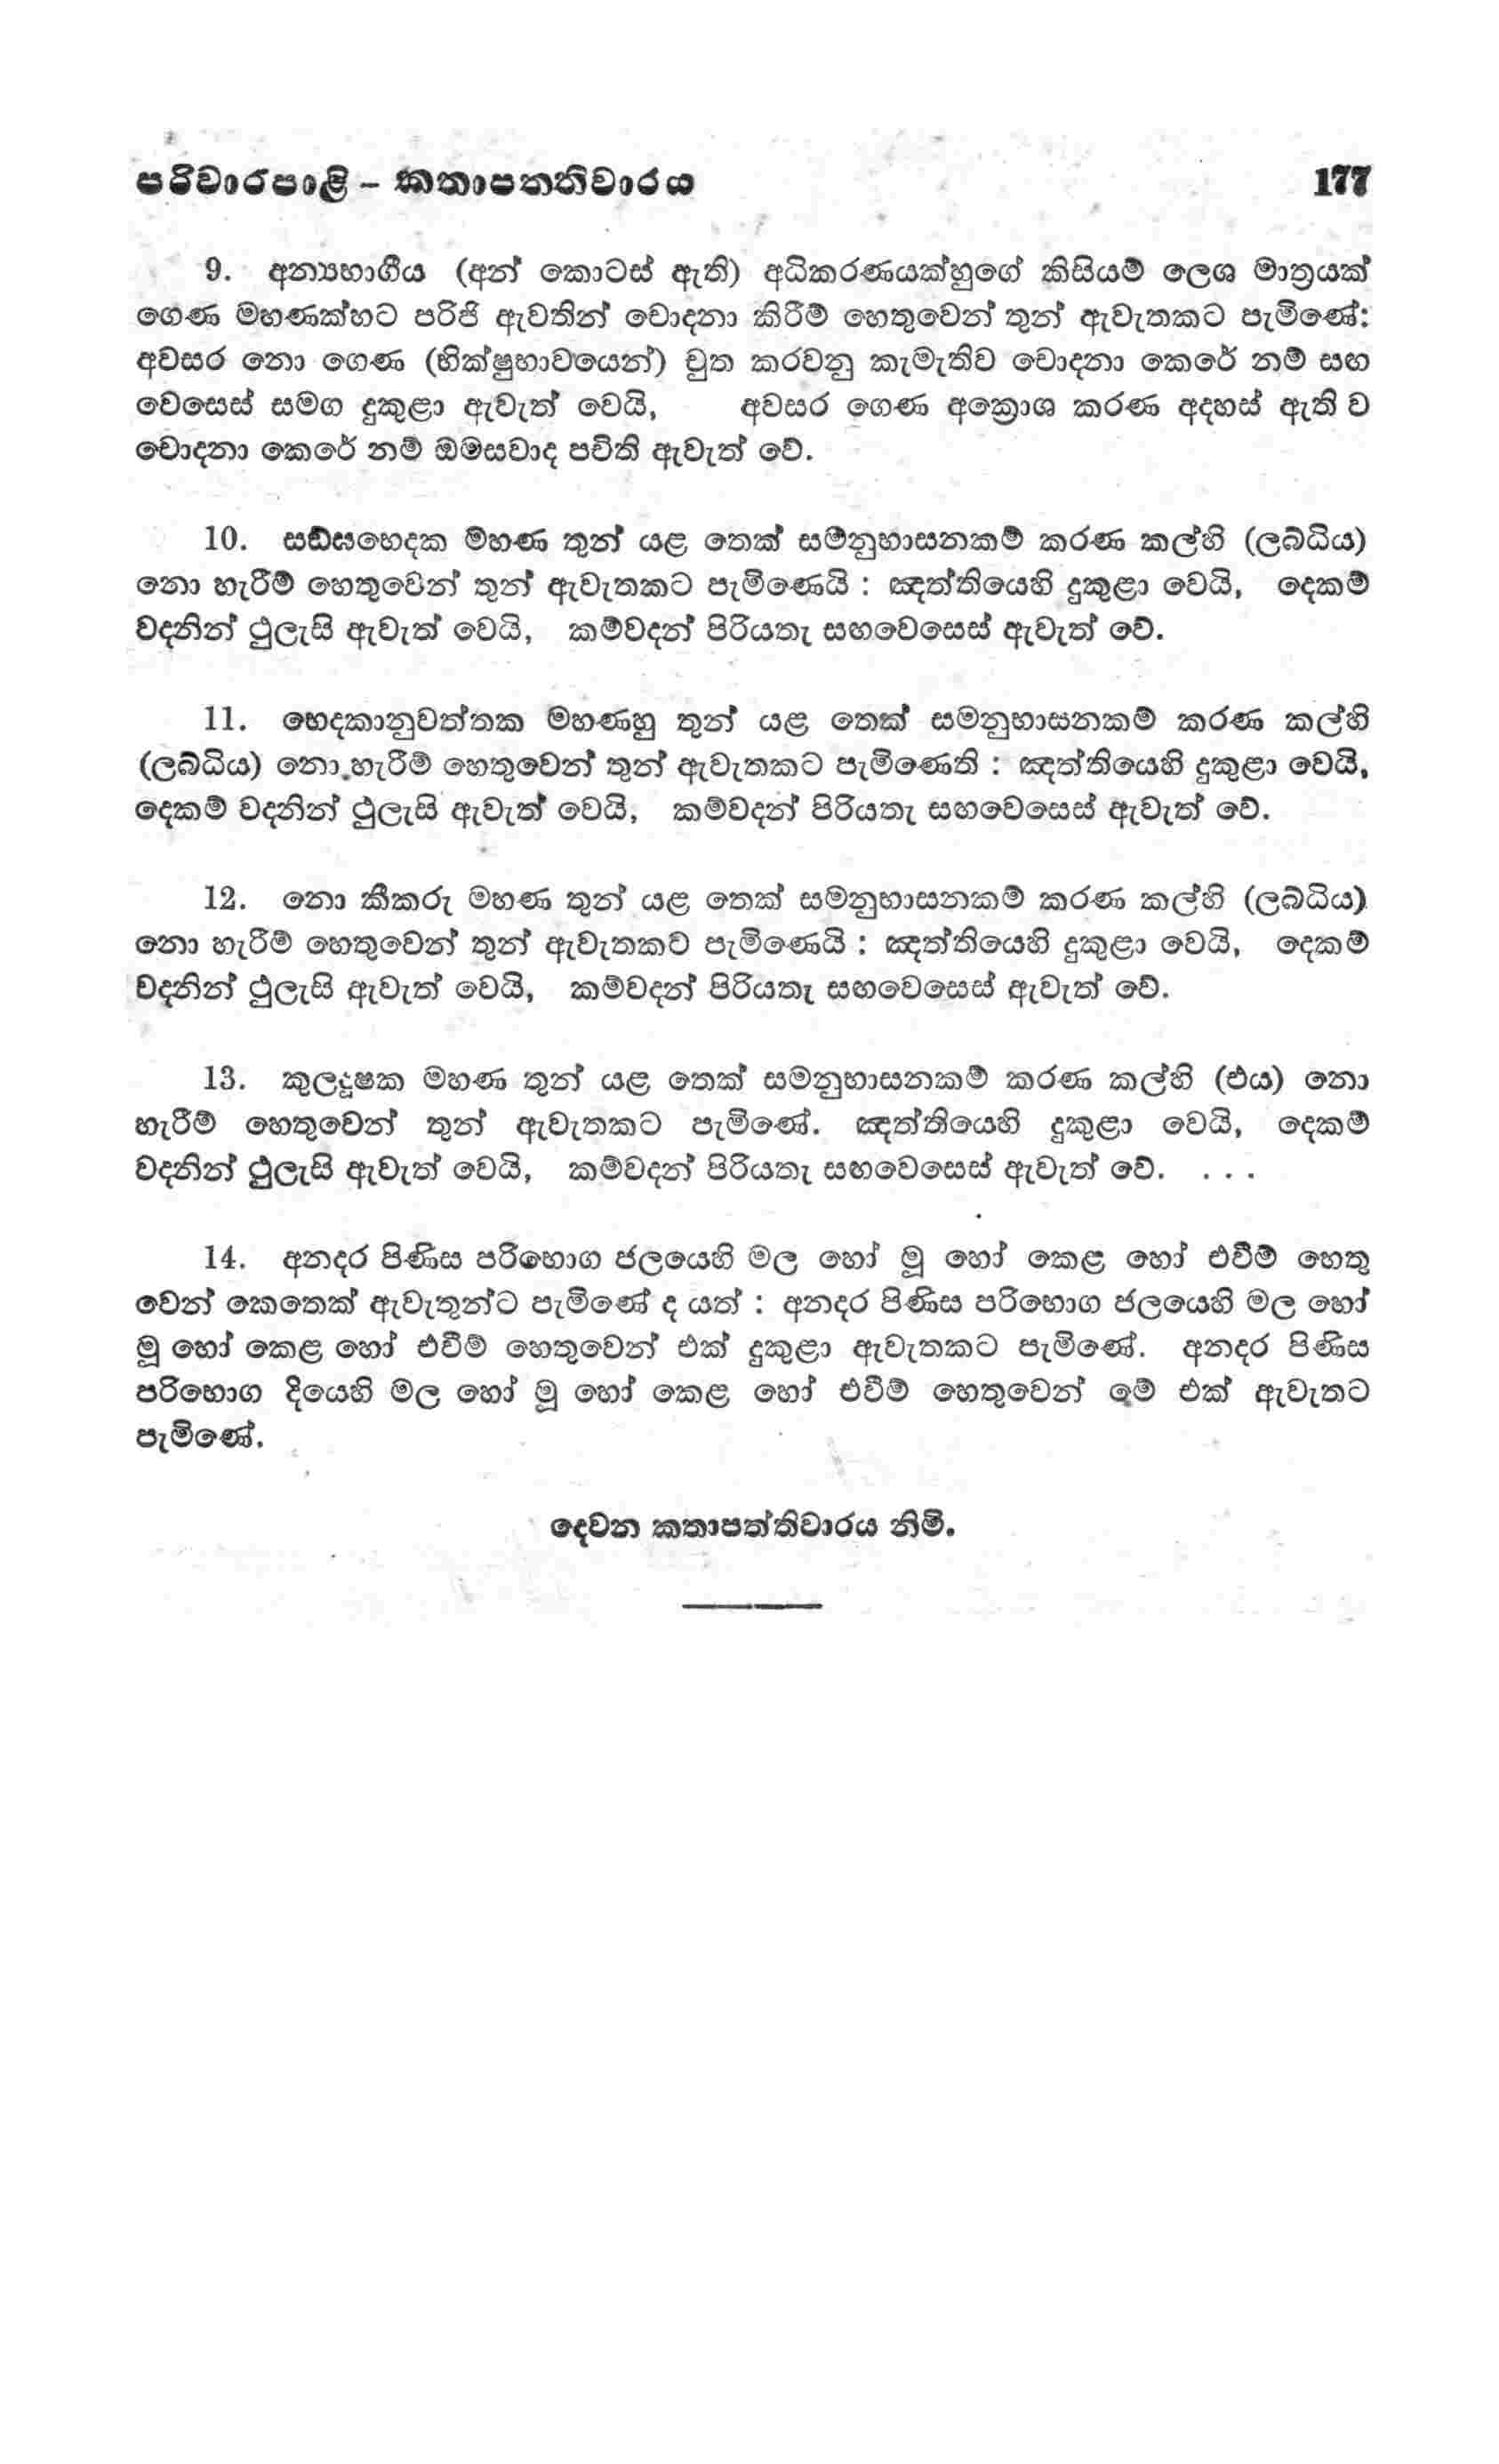 පරිවාරපාළි – කතාපතතිවාරය 177
9. අන්‍යභාගීය (අන් කොටස් ඇති) අධිකරණයක්හුගේ කිසියම් ලෙශ මාත්‍රයක්
ගෙණ මහණක්හට පරිජි ඇවතින් චොදනා කිරීම් හෙතුවෙන් තුන් ඇවැතකට පැමිණේ:
අවසර නො ගෙණ (භික්ෂුභාවයෙන්) චුත කරවනු කැමැතිව චොදනා කෙරේ නම් සඟ
වෙසෙස් සමග දුකුළා ඇවැත් වෙයි, අවසර ගෙණ අක්‍රොශ කරණ අදහස් ඇති ව
චොදනා කෙරේ නම් ඔමසවාද පචිති ඇවැත් වේ.
10. සඞ්ඝභෙදක මහණ තුන් යළ තෙක් සමනුභාසනකම් කරණ කල්හි (ලබ්ධිය)
නො හැරීම් හෙතුවෙන් තුන් ඇවැතකට පැමිණෙයි : ඤත්තියෙහි දුකුළා වෙයි, දෙකම්
වදනින් ථුලැසි ඇවැත් වෙයි, කම්වදන් පිරියතැ සඟවෙසෙස් ඇවැත් වේ.
11. භෙදකානුවත්තක මහණහු තුන් යළ තෙක් සමනුභාසනකම් කරණ කල්හි
(ලබ්ධිය) නො හැරීම් හෙතුවෙන් තුන් ඇවැතකට පැමිණෙති : ඤත්තියෙහි දුකුළා වෙයි,
දෙකම් වදනින් ථුලැසි ඇවැත් වෙයි, කම්වදන් පිරියතැ සඟවෙසෙස් ඇවැත් වේ.
12. නො කීකරු මහණ තුන් යළ තෙක් සමනුභාසනකම් කරණ කල්හි (ලබ්ධිය)
නො හැරීම් හෙතුවෙන් තුන් ඇවැතකට පැමිණෙයි : ඤත්තියෙහි දුකුළා වෙයි, දෙකම්
වදනින් ථුලැසි ඇවැත් වෙයි, කම්වදන් පිරියතැ සඟවෙසෙස් ඇවැත් වේ.
13. කුලදූෂක මහණ තුන් යළ තෙක් සමනුභාසනකම් කරණ කල්හි (එය) නො
හැරීම් හෙතුවෙන් තුන් ඇවැතකට පැමිණේ. ඤත්තියෙහි දුකුළා වෙයි, දෙකම්
වදනින් ථුලැසි ඇවැත් වෙයි, කම්වදන් පිරියතැ සඟවෙසෙස් ඇවැත් වේ. . . .
14. අනදර පිණිස පරිභොග ජලයෙහි මල හෝ මූ හෝ කෙළ හෝ එවීම් හෙතු
වෙන් කෙතෙක් ඇවැතුන්ට පැමිණේ ද යත් : අනදර පිණිස පරිභොග ජලයෙහි මල හෝ
මූ හෝ කෙළ හෝ එවීම් හෙතුවෙන් එක් දුකුළා ඇවැතකට පැමිණේ. අනදර පිණිස
පරිභොග දියෙහි මල හෝ මූ හෝ කෙළ හෝ එවීම් හෙතුවෙන් මෙම් එක් ඇවැතට
පැමිණේ.
දෙවන කතාපත්තිවාරය නිමි.